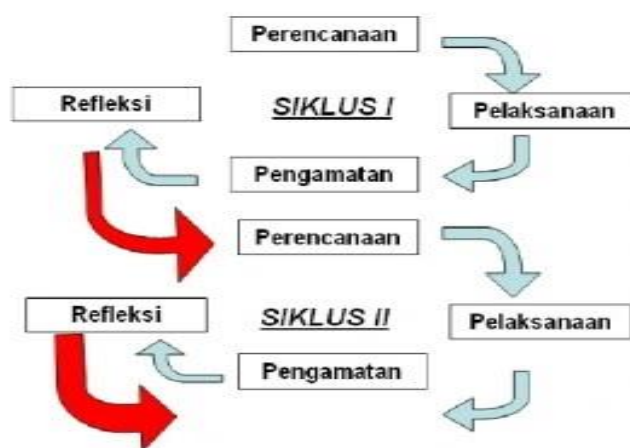 Perencanaan
Refleksi
SIKLUS I
Pelaksanaan
Pengamatan
Perencanaan
Refleksi
SIKLUS II
Pelaksanaan
Pengamatan